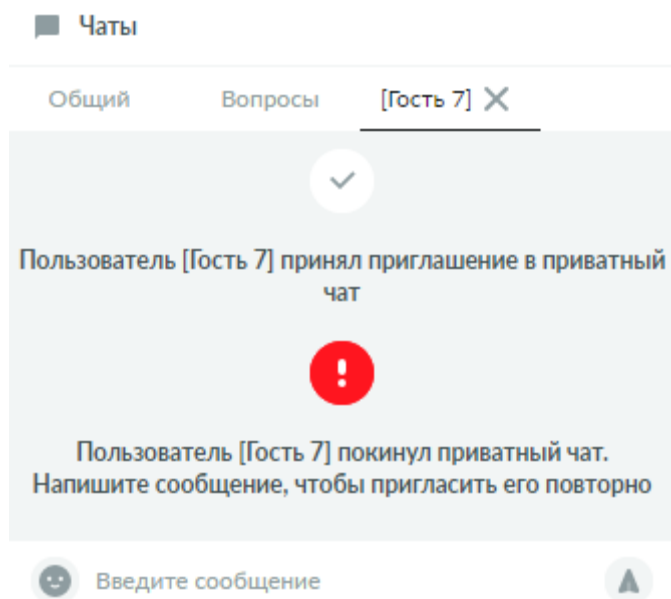 Чаты
Общий Вопросы [Гость 7]
Пользователь [Гость 7] принял приглашение в приватный
чат
Пользователь [Гость 7] покинул приватный чат.
Напишите сообщение, чтобы пригласить его повторно
Введите сообщение